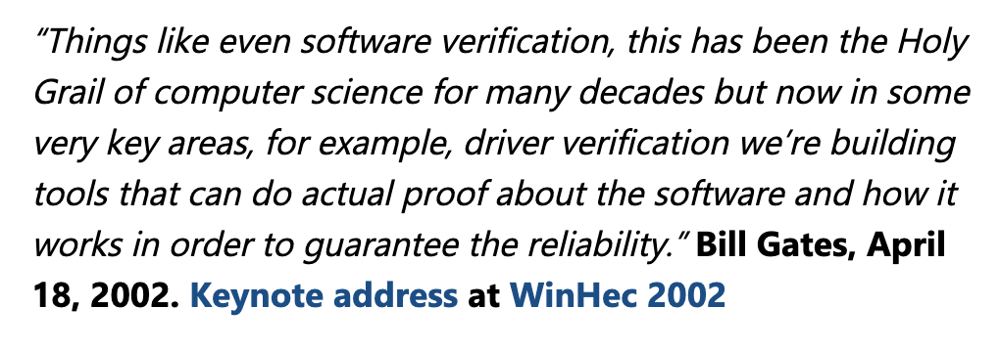 “Things like even software verification, this has been the Holy
Grail of computer science for many decades but now in some
very key areas, for example, driver verification we’re building
tools that can do actual proof about the software and how it
works in order to guarantee the reliability.” Bill Gates, April
18, 2002. Keynote address at WinHec 2002